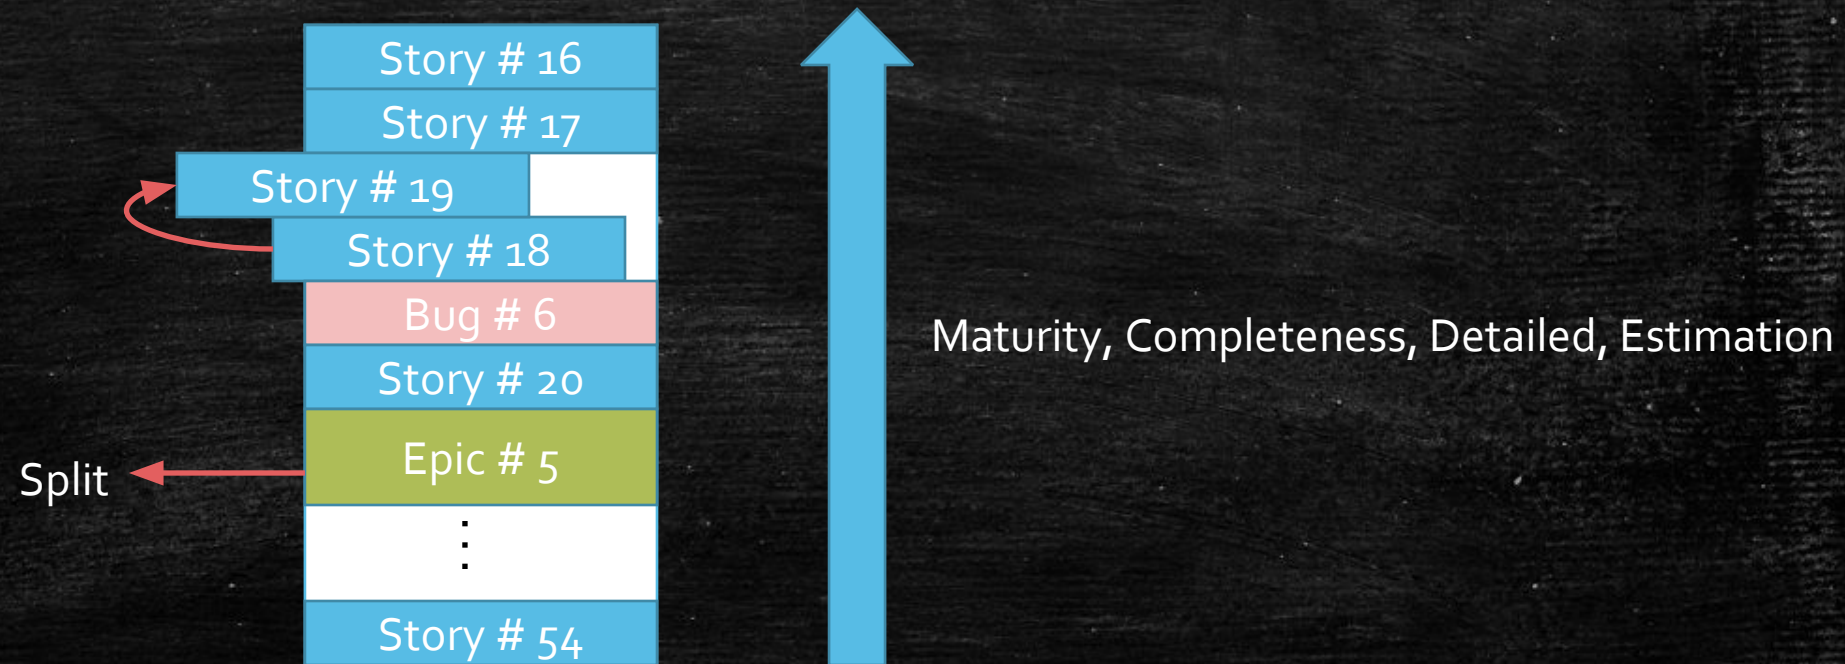 Story # 16
Story # 17
Story # 19
Story # 18
Bug # 6
Maturity, Completeness, Detailed, Estimation
Story # 20
Epic # 5
Split
⋮
Story # 54